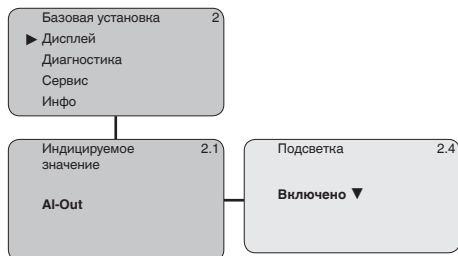 Базовая установка 2
▶ Дисплей
Диагностика
Сервис
Инфо
Индицируемое 2.1
значение
AI-Out
Подсветка 2.4
Включено ▼